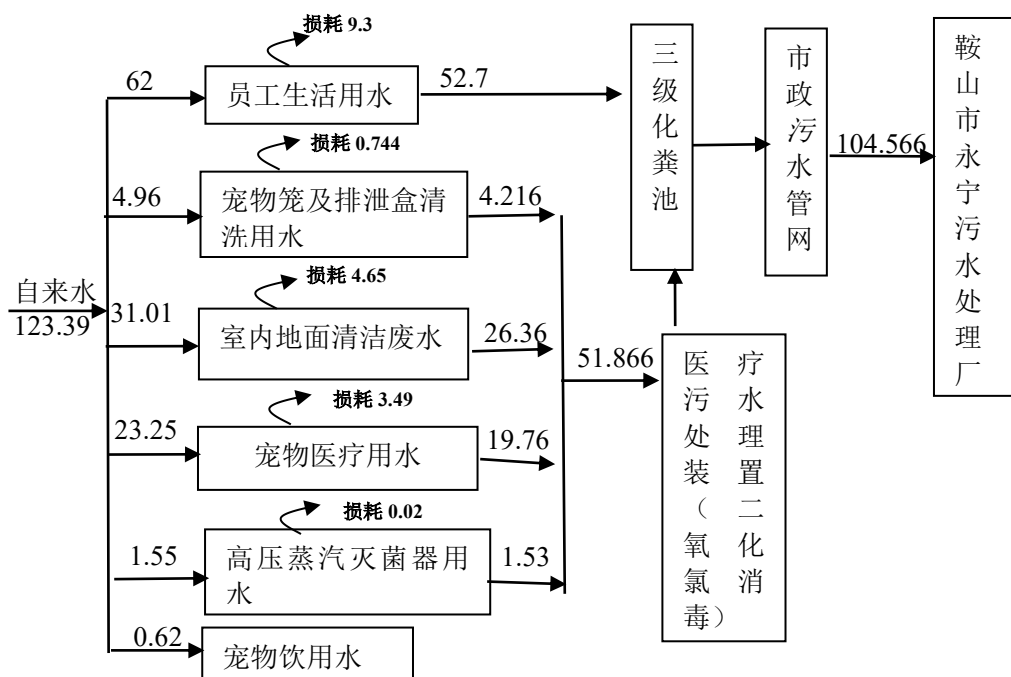 损耗 9.3
62
员工生活用水
52.7
损耗 0.744
4.96
宠物笼及排泄盒清
洗用水
4.216
自来水
123.39
损耗 4.65
31.01
室内地面清洁废水
26.36
损耗 3.49
23.25
宠物医疗用水
19.76
损耗 0.02
1.55
高压蒸汽灭菌器用
水
1.53
0.62
宠物饮用水
51.866
医疗
污水
处理
装置
（二
氧化
氯消
毒）
三级化粪池
市政污水管网
104.566
鞍山市永宁污水处理厂